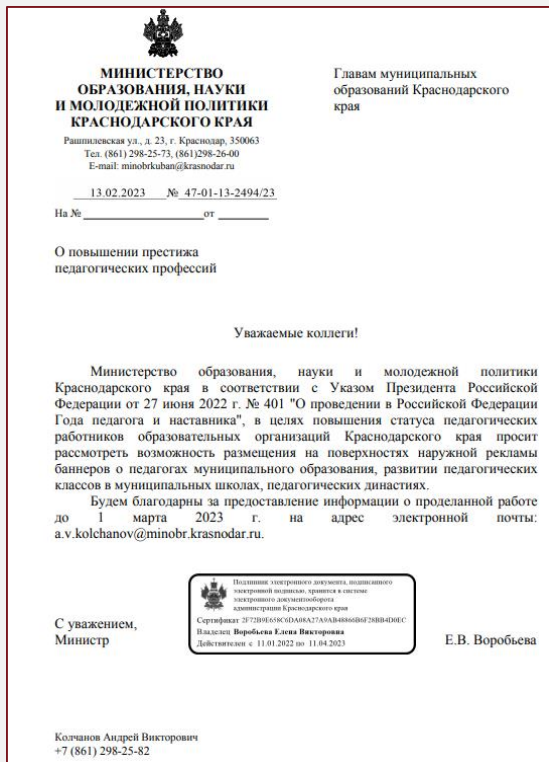 МИНИСТЕРСТВО
ОБРАЗОВАНИЯ, НАУКИ
И МОЛОДЕЖНОЙ ПОЛИТИКИ
КРАСНОДАРСКОГО КРАЯ
Рашпилевская ул., д. 23, г. Краснодар, 350063
Тел. (861) 298-25-73, (861)298-26-00
E-mail: minobrkuban@krasnodar.ru
13.02.2023 № 47-01-13-2494/23
На № от
Главам муниципальных
образований Краснодарского
края
О повышении престижа
педагогических профессий
Уважаемые коллеги!
Министерство образования, науки и молодежной политики
Краснодарского края в соответствии с Указом Президента Российской
Федерации от 27 июня 2022 г. № 401 "О проведении в Российской Федерации
Года педагога и наставника", в целях повышения статуса педагогических
работников образовательных организаций Краснодарского края просит
рассмотреть возможность размещения на поверхностях наружной рекламы
баннеров о педагогах муниципального образования, развитии педагогических
классов в муниципальных школах, педагогических династиях.
Будем благодарны за предоставление информации о проделанной работе
до 1 марта 2023 г. на адрес электронной почты:
a.v.kolchanov@minobr.krasnodar.ru.
Подлинник электронного документа, подписанного
электронной подписью, хранится в системе
электронного документооборота
администрации Краснодарского края
Сертификат
Владелец Воробьева Елена Викторовна
Действителен с 11.01.2022 по 11.04.2023
С уважением,
Министр
Е.В. Воробьева
Колчанов Андрей Викторович
+7 (861) 298-25-82